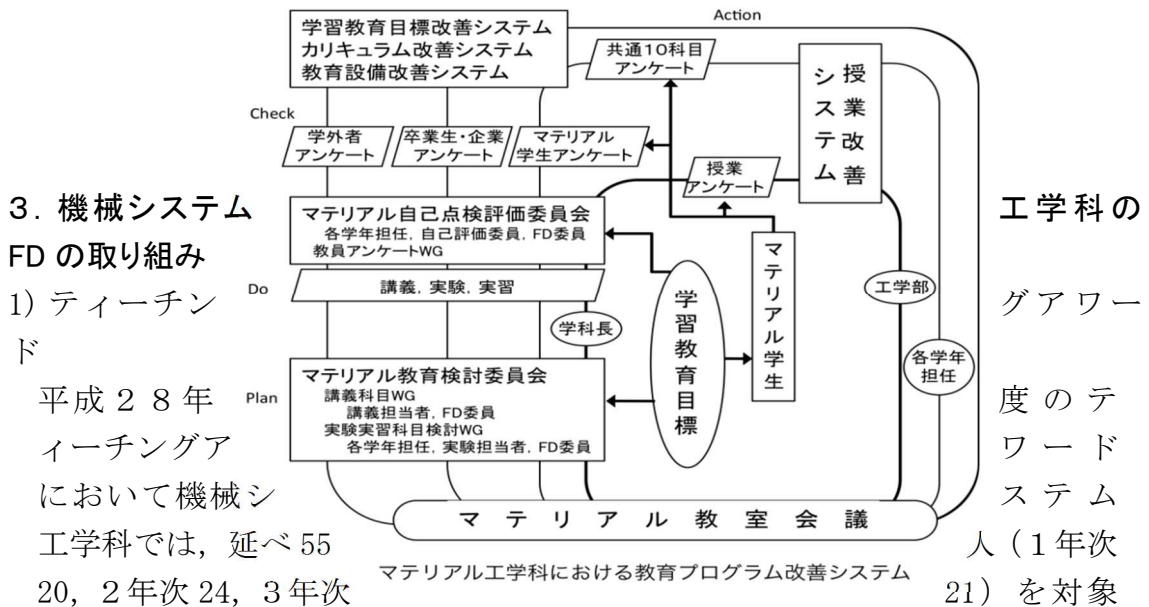 Action
学習教育目標改善システム
カリキュラム改善システム
教育設備改善システム
共通10科目
アンケート
授業改善
システム
Check
学外者
アンケート
卒業生・企業
アンケート
マテリアル
学生アンケート
授業
アンケート
３．機械システム工学科の
FD の取り組み
マテリアル自己点検評価委員会
各学年担任, 自己評価委員, FD委員
教員アンケートWG
マテリアル学生
学習教育目標
Do
講義, 実験, 実習
工学部
学科長
各学年
担任
1) ティーチングアワー
ド
Plan
マテリアル教育検討委員会
講義科目WG
講義担当者, FD委員
実験実習科目検討WG
各学年担任, 実験担当者, FD委員
マテリアル教室会議
マテリアル工学科における教育プログラム改善システム
平成２８年度のテ
ィーチングアワード
において機械システム
工学科では，延べ 55 人（１年次
20，２年次 24，３年次 21）を対象